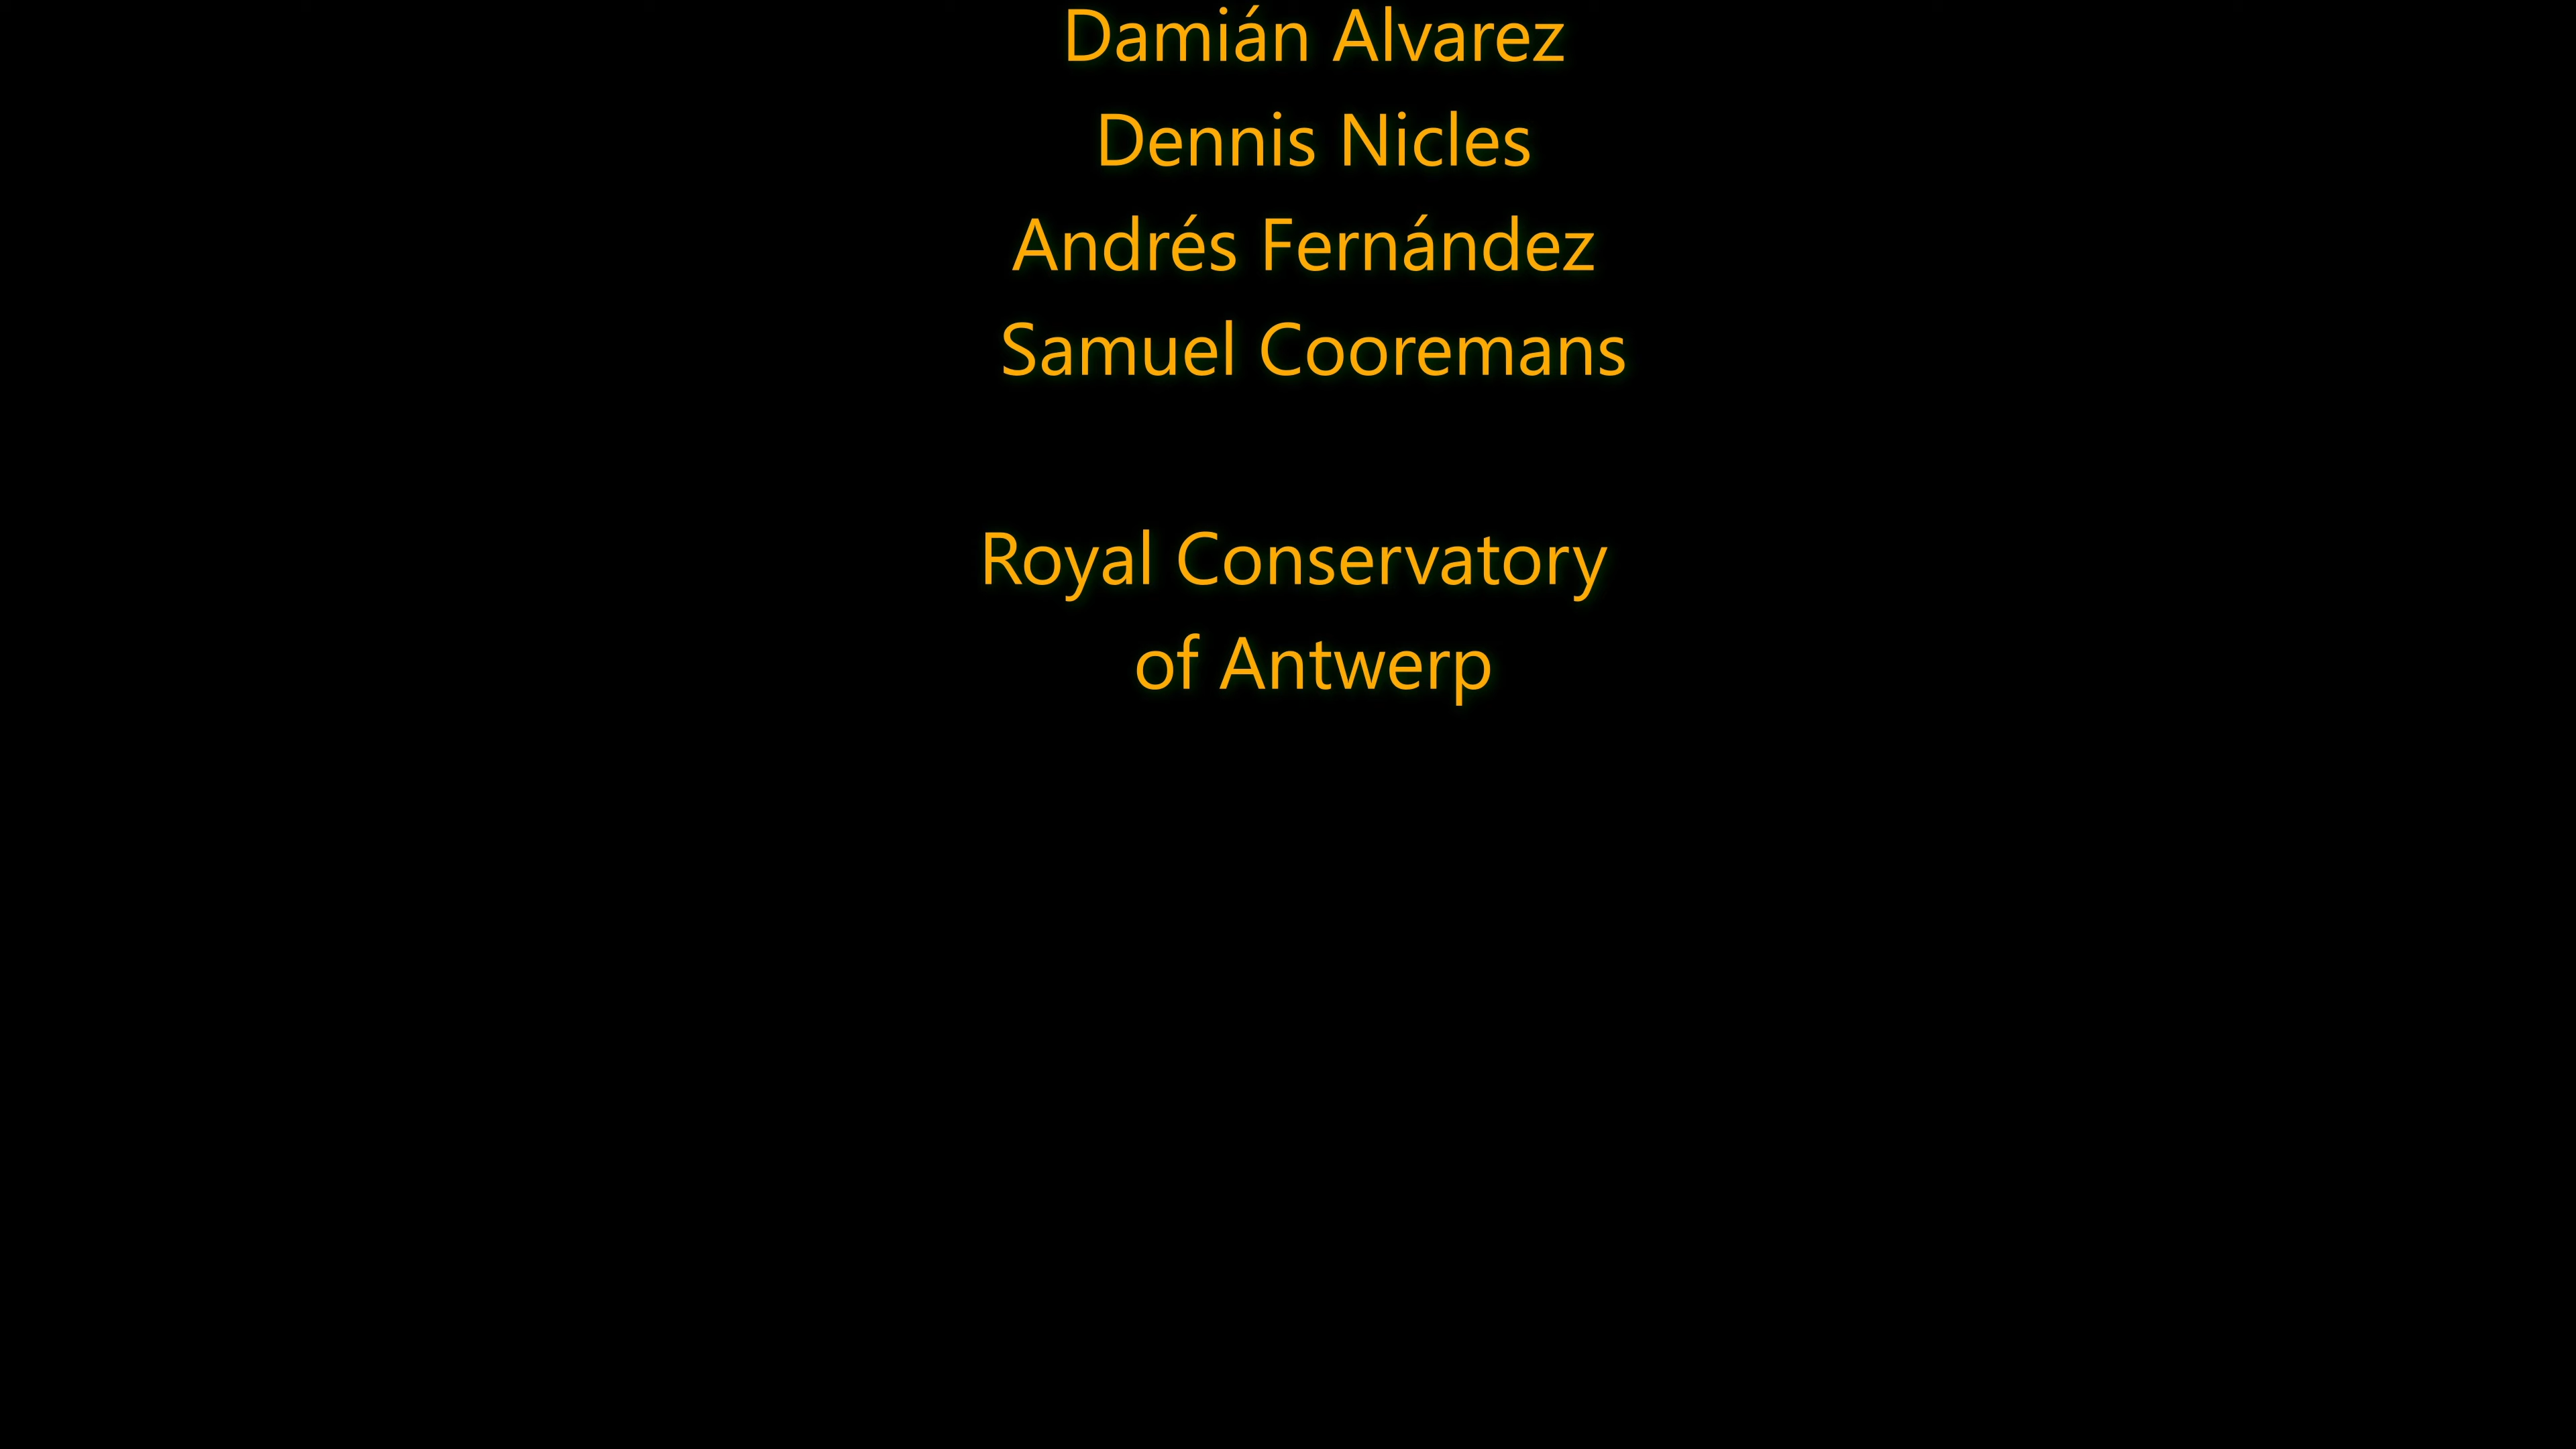 Damián Alvarez
Dennis Nicles
Andrés Fernández
Samuel Cooremans
Royal Conservatory
of Antwerp